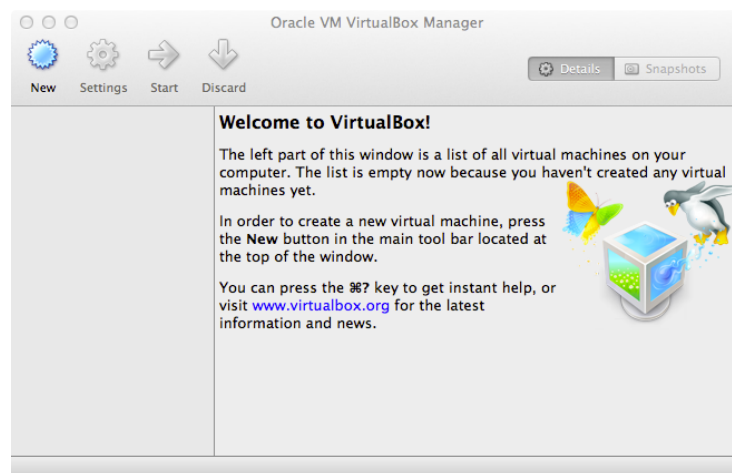 Oracle VM VirtualBox Manager
New Settings Start Discard
Details Snapshots
Welcome to VirtualBox!
The left part of this window is a list of all virtual machines on your
computer. The list is empty now because you haven't created any virtual
machines yet.
In order to create a new virtual machine, press
the New button in the main tool bar located at
the top of the window.
You can press the ⌘? key to get instant help, or
visit www.virtualbox.org for the latest
information and news.